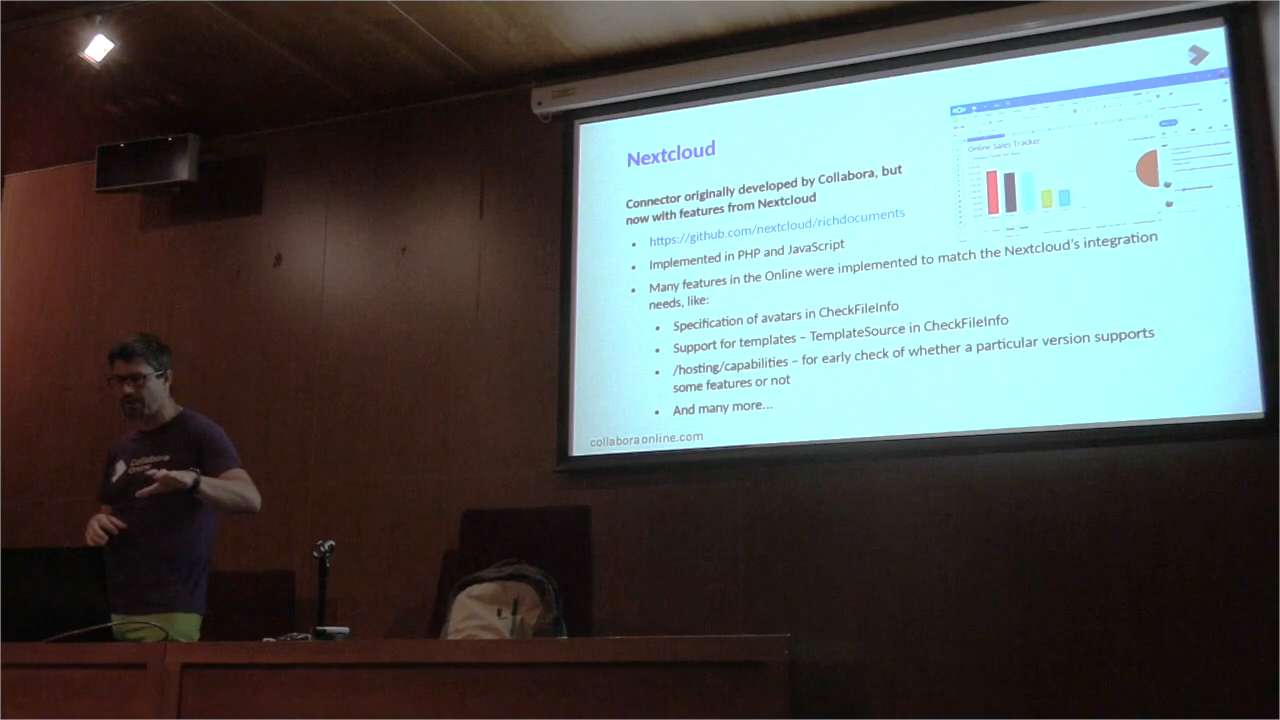 Nextcloud
Connector originally developed by Collabora, but
now with features from Nextcloud
• https://github.com/nextcloud/richdocuments
• Implemented in PHP and JavaScript
• Many features in the Online were implemented to match the Nextcloud's integration
needs, like:
• Specification of avatars in CheckFileInfo
• Support for templates – TemplateSource in CheckFileInfo
• /hosting/capabilities – for early check of whether a particular version supports
some features or not
• And many more...
collaboraonline.com
Online Sales Tracker
Collabora
Online